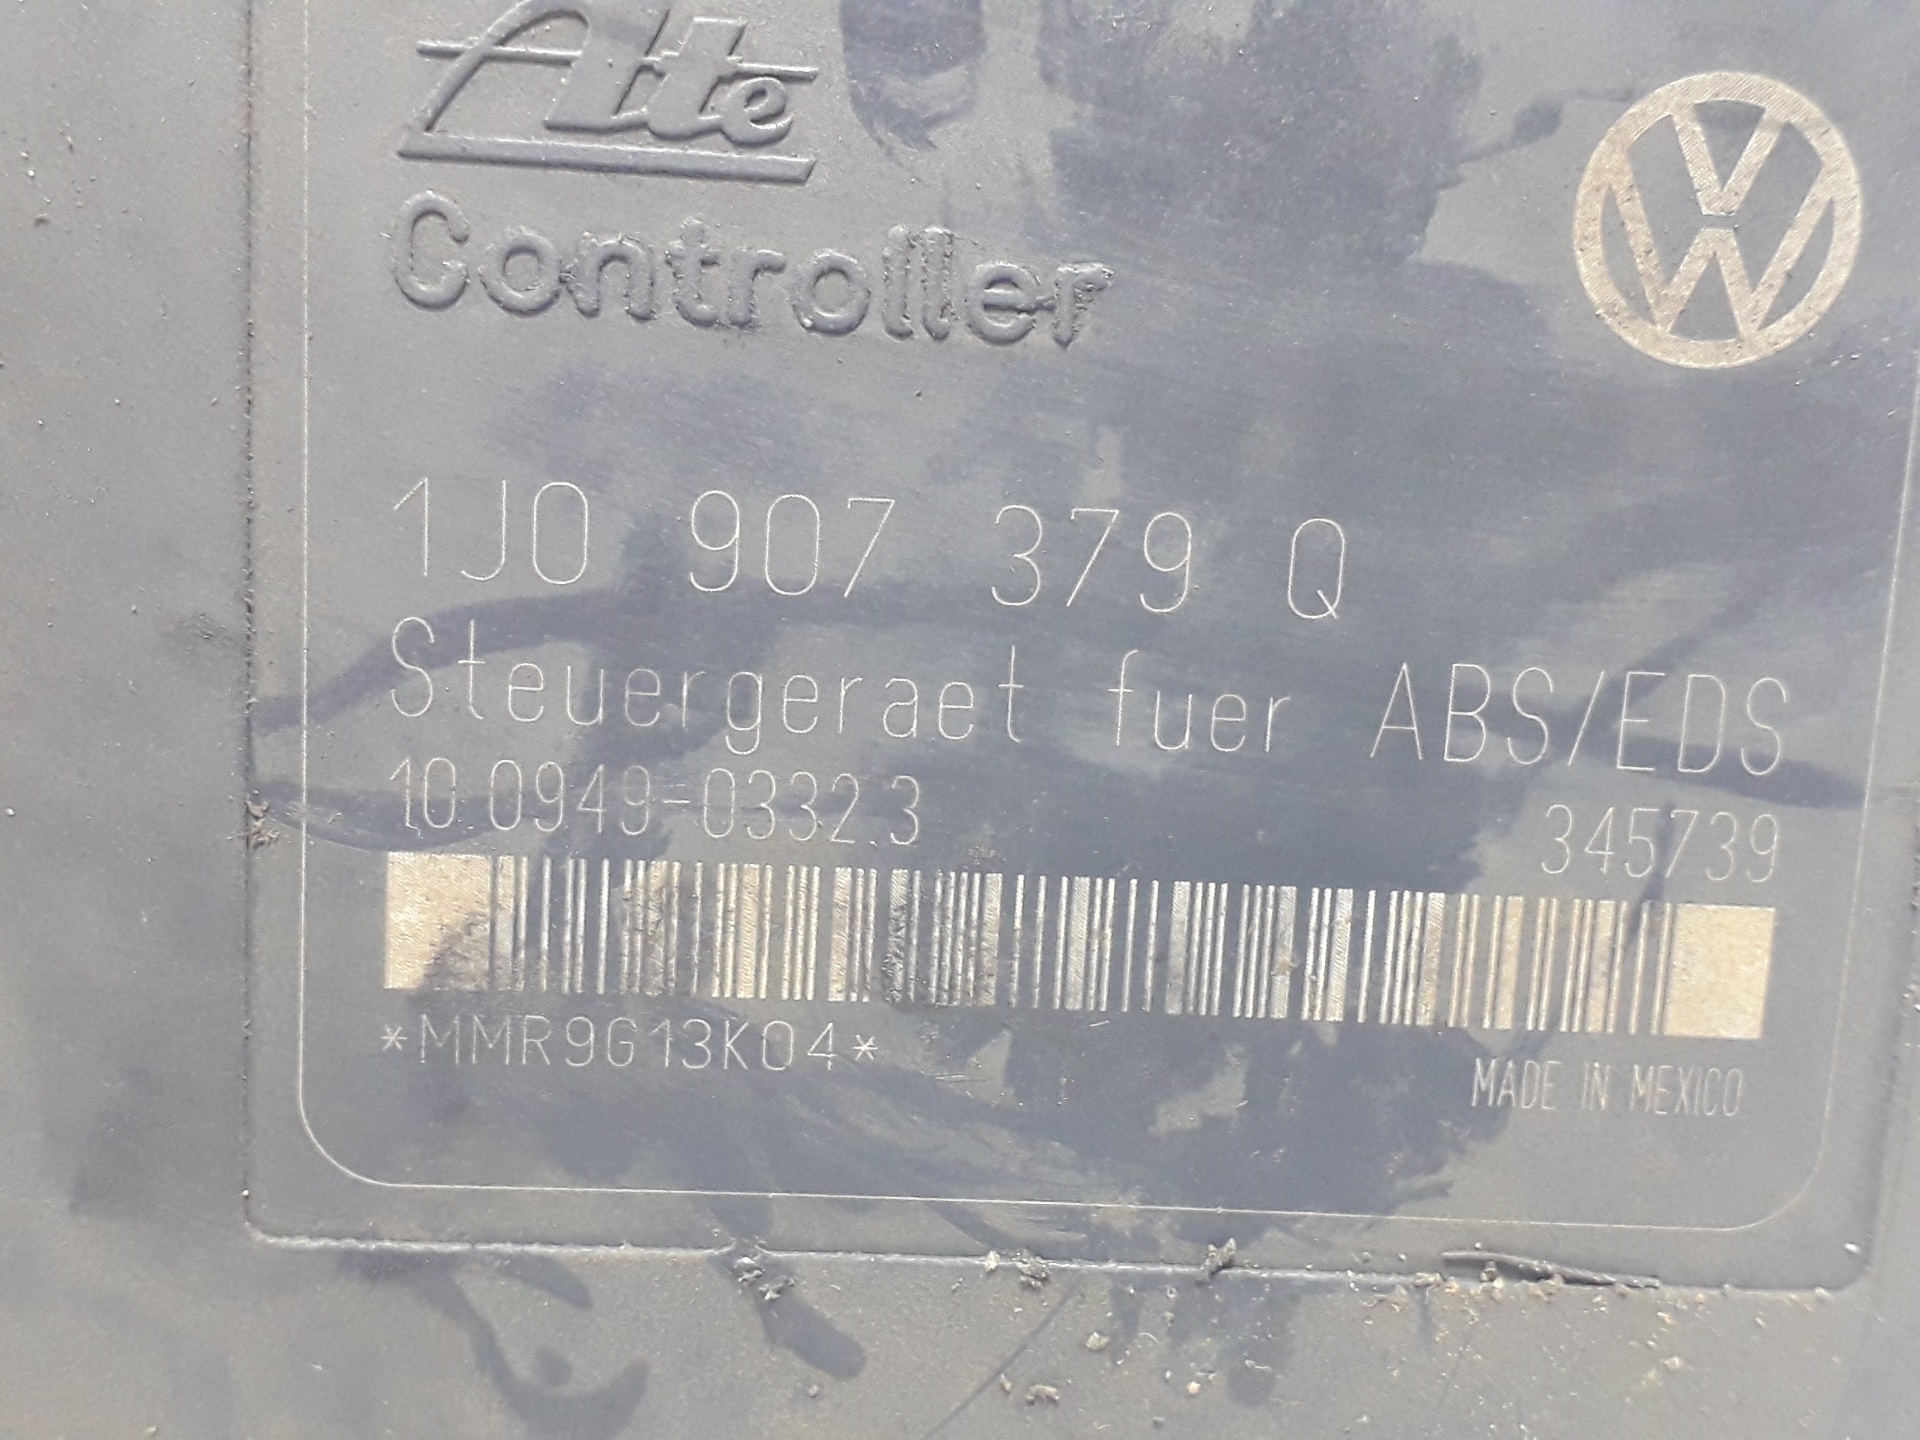 Ate
Controller
1J0 907 379 Q
Steuergeraet fuer ABS/EDS
10.0949-0332.3 345739
*MMR9G13K04*
MADE IN MEXICO